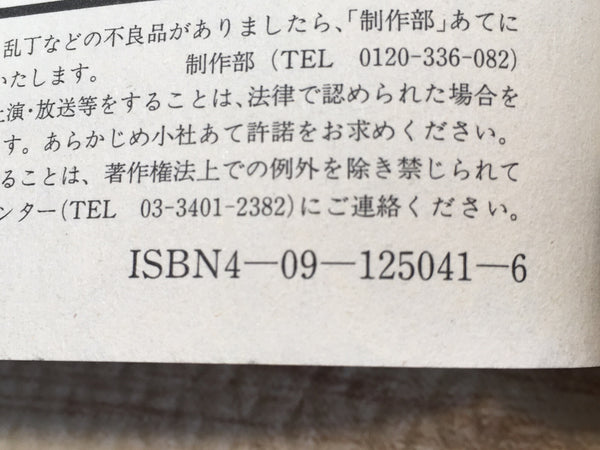 乱丁などの不良品がありましたら、「制作部」あてに
いたします。 制作部 (TEL 0120-336-082)
上演・放送等をすることは、法律で認められた場合を
す。あらかじめ小社あて許諾をお求めください。
ることは、著作権法上での例外を除き禁じられて
ンター(TEL 03-3401-2382)にご連絡ください。
ISBN4―09―125041―6